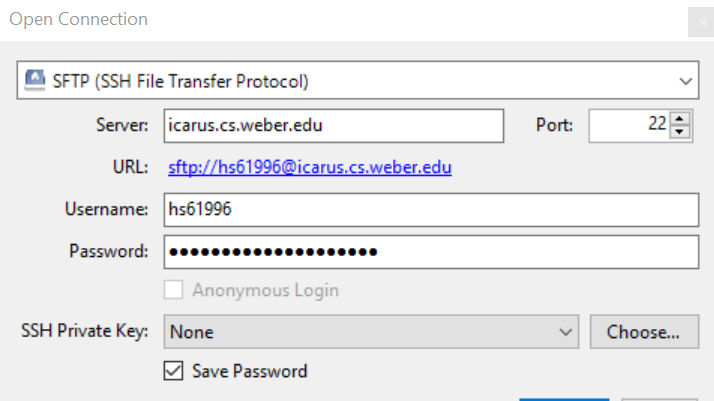 Open Connection
x
SFTP (SSH File Transfer Protocol)
Server: icarus.cs.weber.edu Port: 22
URL: sftp://hs61996@icarus.cs.weber.edu
Username: hs61996
Password: ●●●●●●●●●●●●●●●●●●●●
Anonymous Login
SSH Private Key: None Choose...
Save Password